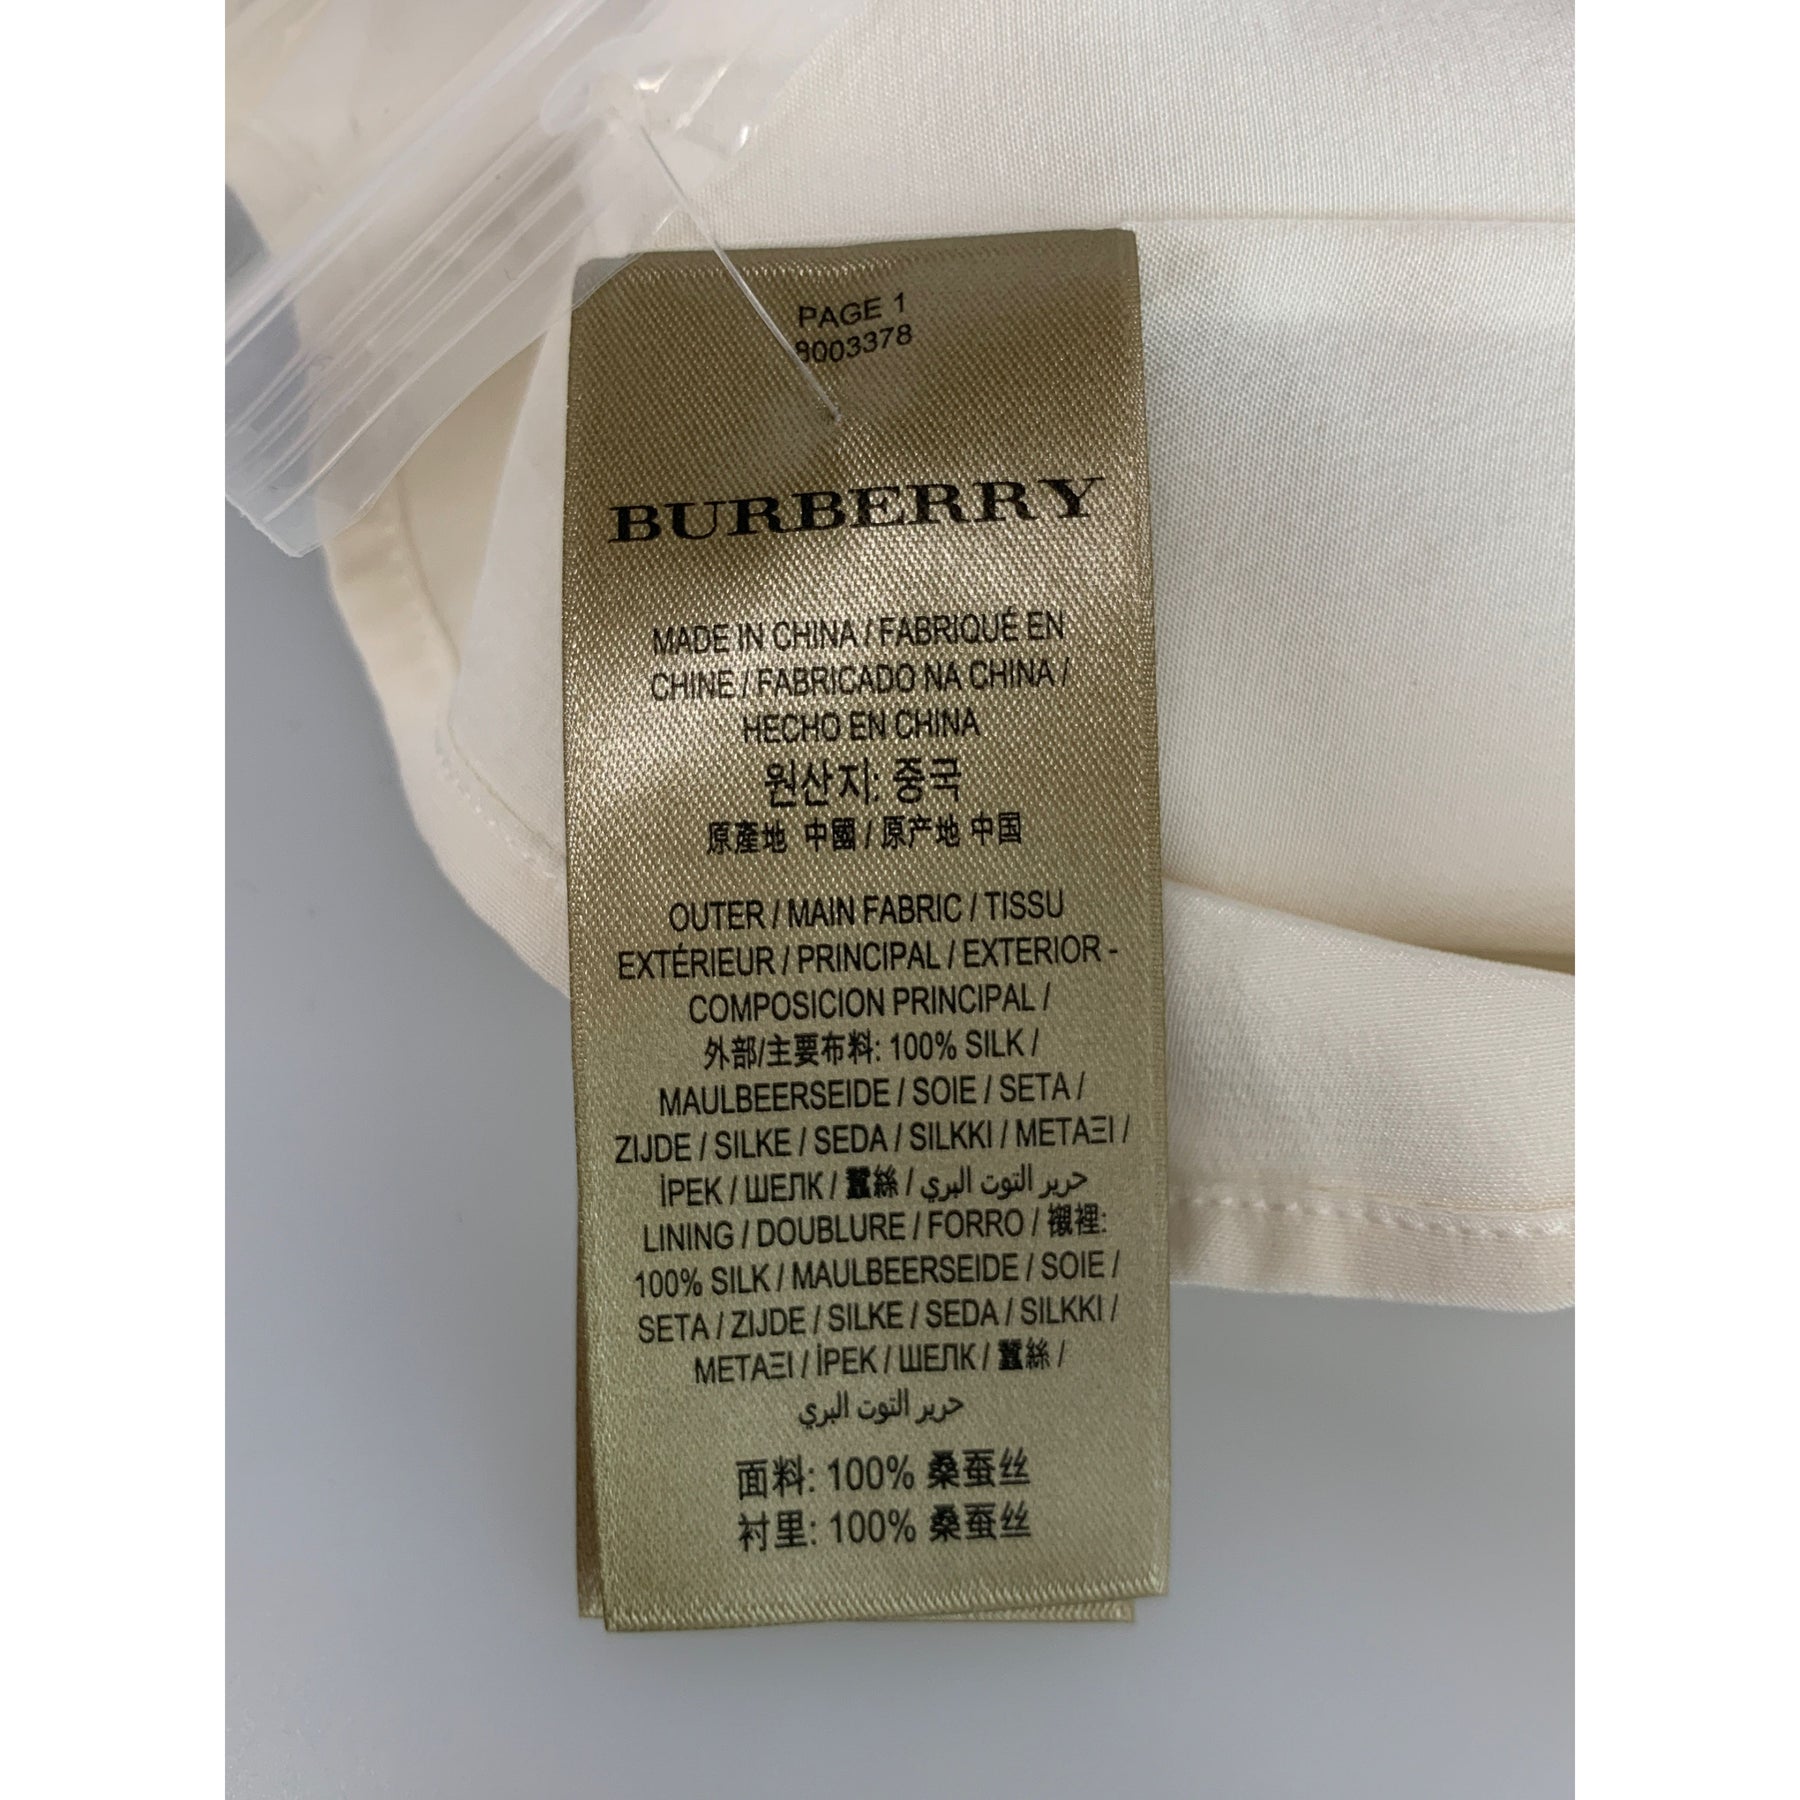 PAGE 1
8003378
BURBERRY
MADE IN CHINA / FABRIQUÉ EN
CHINE / FABRICADO NA CHINA /
HECHO EN CHINA
원산지: 중국
原產地 中國 / 原产地 中国
OUTER / MAIN FABRIC / TISSU
EXTÉRIEUR / PRINCIPAL / EXTERIOR -
COMPOSICION PRINCIPAL /
外部/主要布料: 100% SILK /
MAULBEERSEIDE / SOIE / SETA /
ZIJDE / SILKE / SEDA / SILKKI / ΜΕΤΑΞΙ /
İPEK / ШЕЛК / 蠶絲 / حرير التوت البري
LINING / DOUBLURE / FORRO / 襯裡:
100% SILK / MAULBEERSEIDE / SOIE /
SETA / ZIJDE / SILKE / SEDA / SILKKI /
ΜΕΤΑΞΙ / İPEK / ШЕЛК / 蠶絲 /
حرير التوت البري
面料: 100% 桑蚕丝
衬里: 100% 桑蚕丝